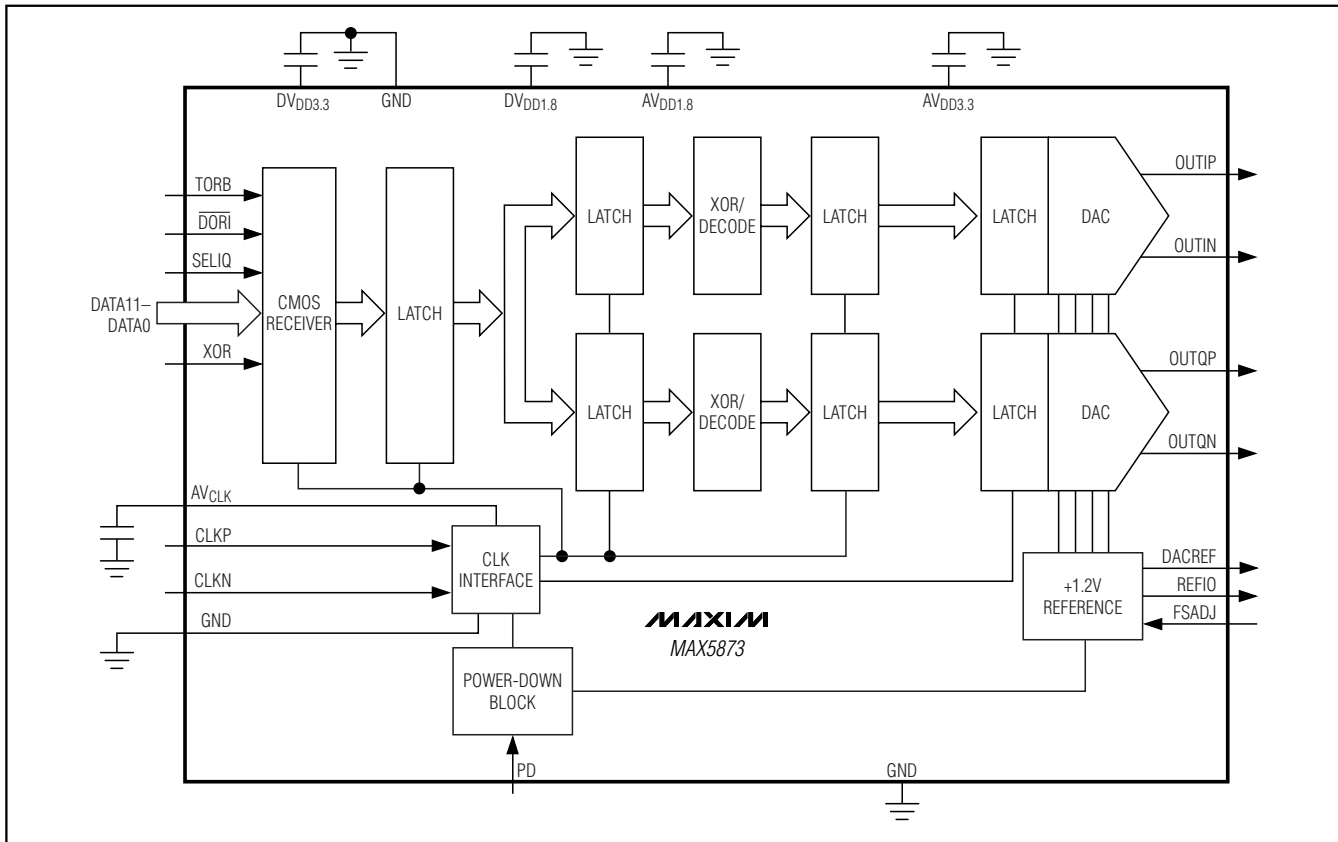 DVDD3.3 GND DVDD1.8 AVDD1.8 AVDD3.3
TORB
DORI
SELIQ
DATA11–
DATA0
XOR
CMOS
RECEIVER
LATCH
LATCH
XOR/
DECODE
LATCH
LATCH
DAC
OUTIP
OUTIN
LATCH
XOR/
DECODE
LATCH
LATCH
DAC
OUTQP
OUTQN
AVCLK
CLKP
CLKN
GND
CLK
INTERFACE
+1.2V
REFERENCE
DACREF
REFIO
FSADJ
MAXIM
MAX5873
POWER-DOWN
BLOCK
PD
GND